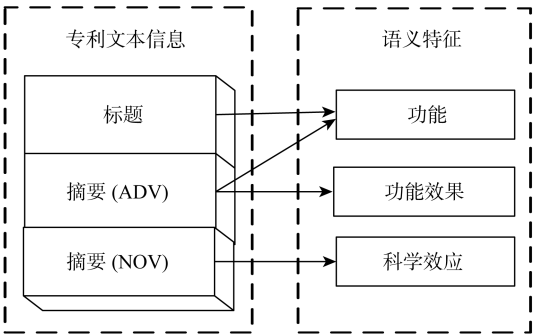 专利文本信息
语义特征
标题
功能
摘要 (ADV)
功能效果
摘要 (NOV)
科学效应